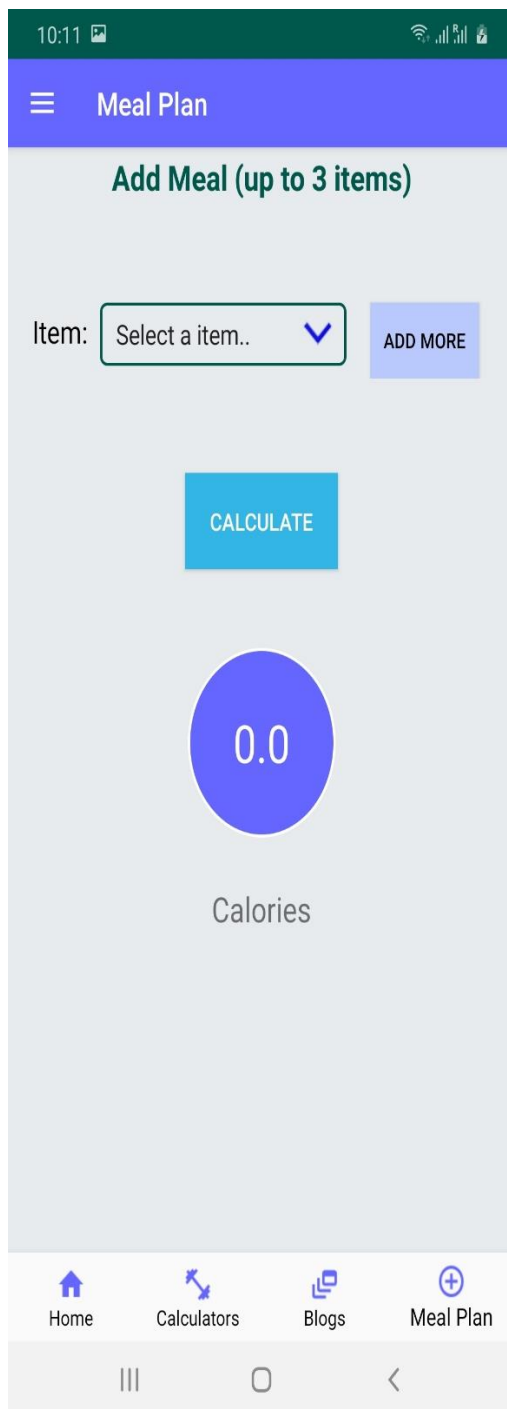 10:11
R
Meal Plan
Add Meal (up to 3 items)
Item: Select a item.. ADD MORE
CALCULATE
0.0
Calories
Home Calculators Blogs Meal Plan